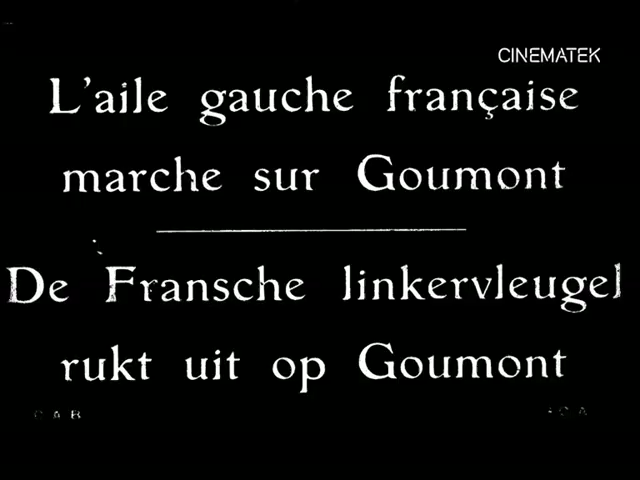 CINEMATEK
L'aile gauche française
marche sur Goumont
De Fransche linkervleugel
rukt uit op Goumont
C A B